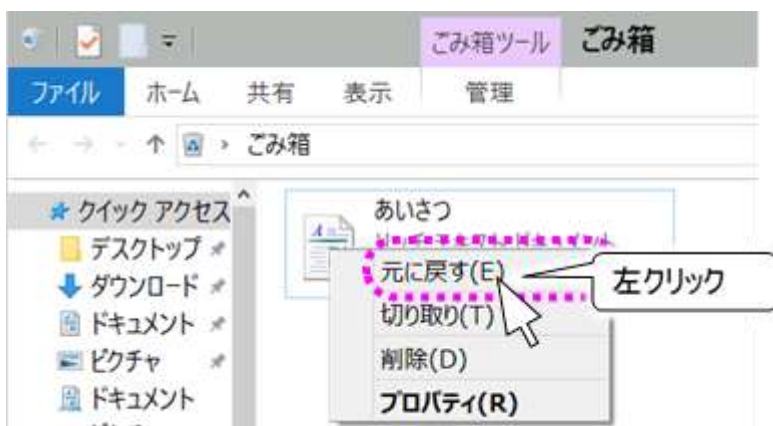 ごみ箱ツール ごみ箱
ファイル ホーム 共有 表示 管理
ごみ箱
クイック アクセス
あいさつ
デスクトップ
元に戻す(E)
左クリック
ダウンロード
切り取り(T)
ドキュメント
削除(D)
ピクチャ
プロパティ(R)
ドキュメント